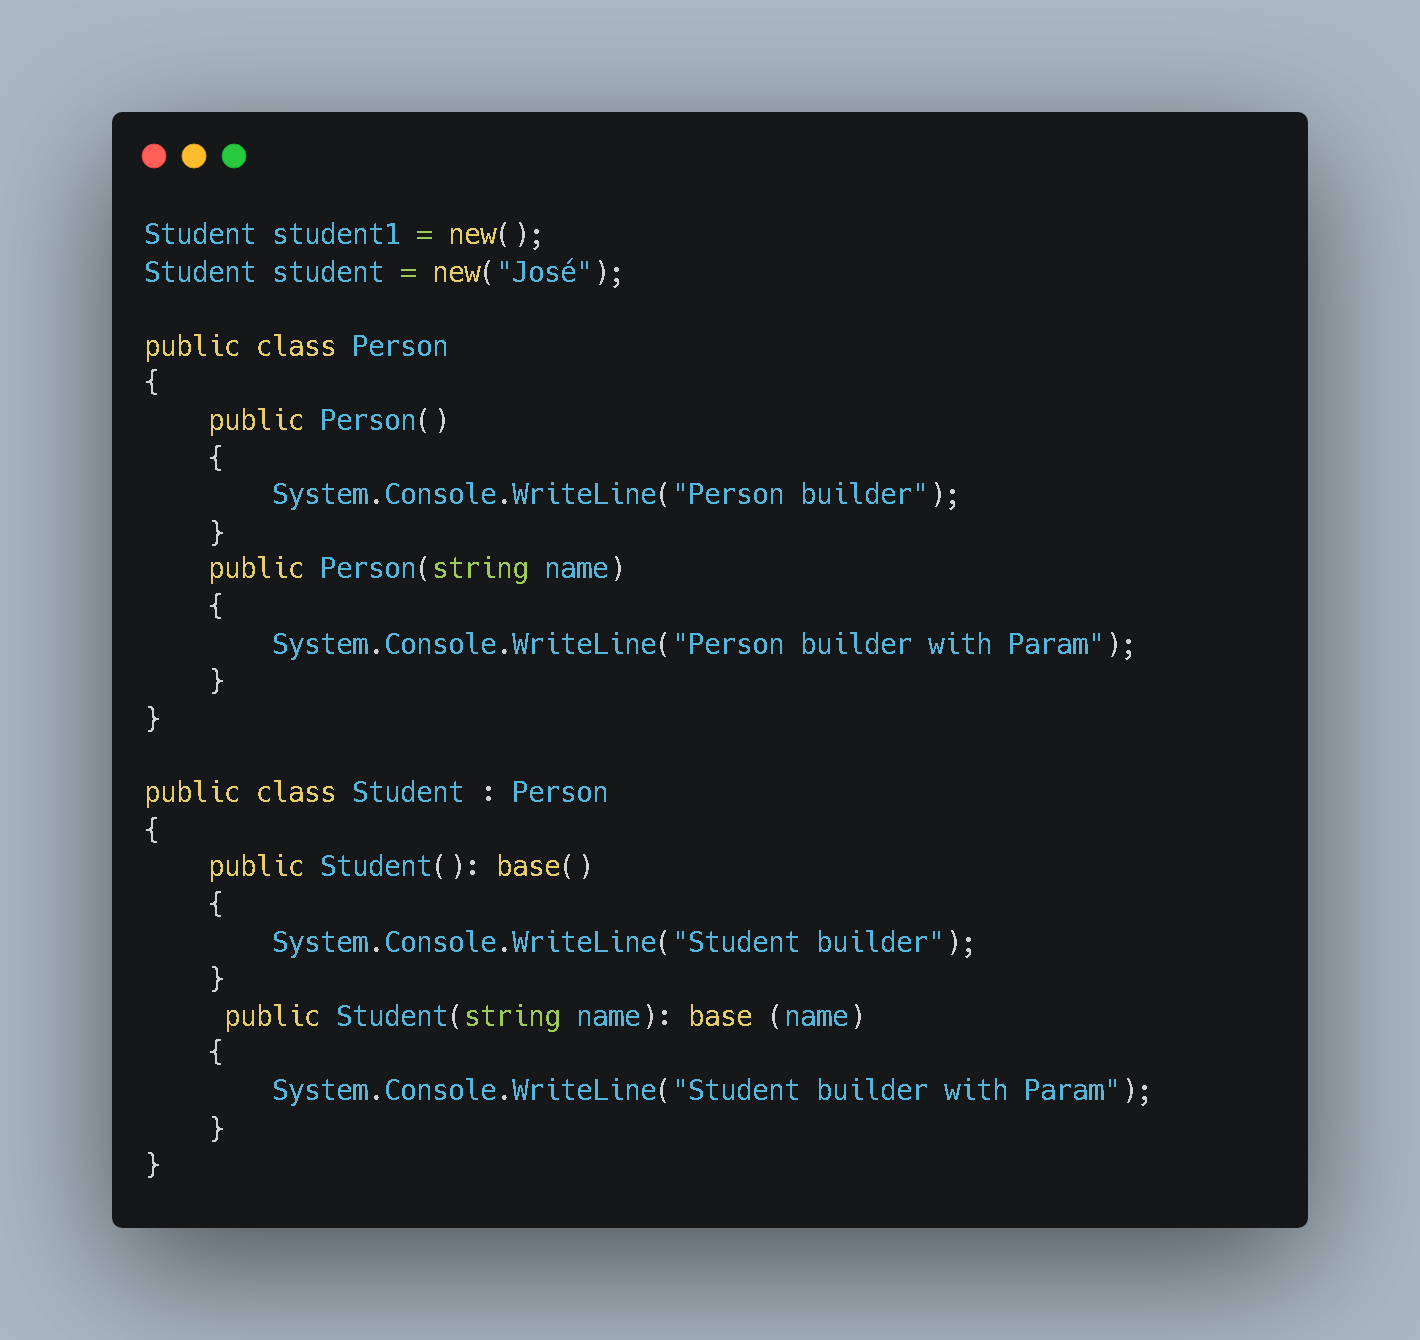 Student student1 = new();
Student student = new("José");

public class Person
{
    public Person()
    {
        System.Console.WriteLine("Person builder");
    }
    public Person(string name)
    {
        System.Console.WriteLine("Person builder with Param");
    }
}

public class Student : Person
{
    public Student(): base()
    {
        System.Console.WriteLine("Student builder");
    }
     public Student(string name): base (name)
    {
        System.Console.WriteLine("Student builder with Param");
    }
}